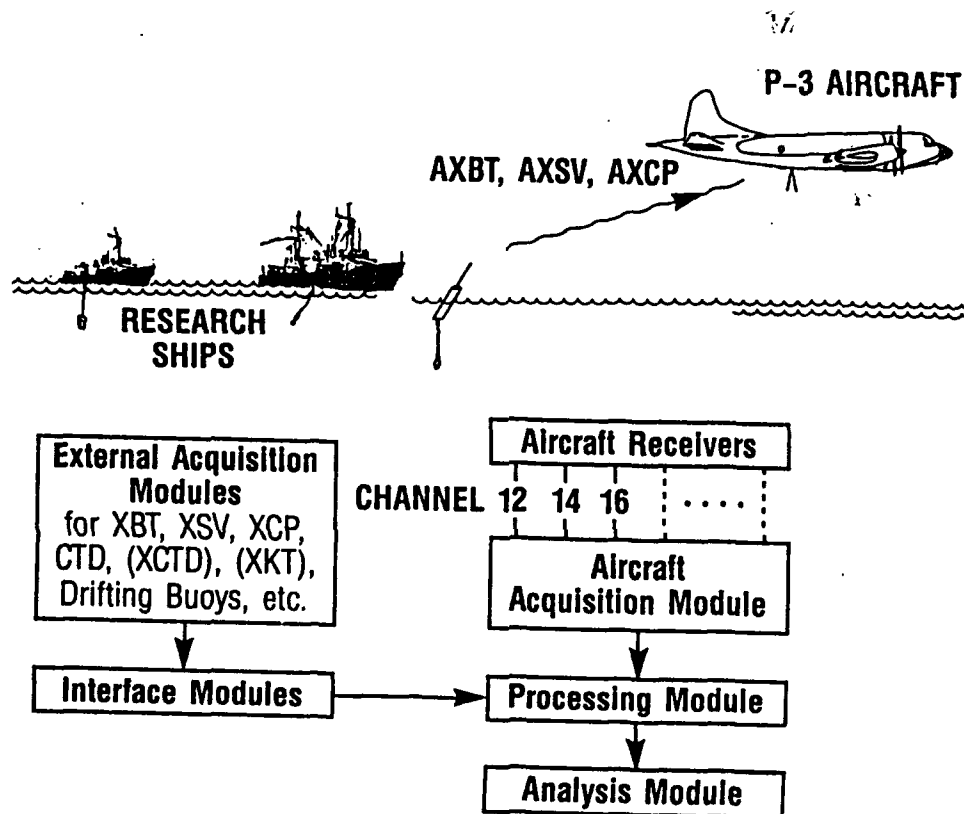 P-3 AIRCRAFT
AXBT, AXSV, AXCP
RESEARCH
SHIPS
External Acquisition
Modules
for XBT, XSV, XCP,
CTD, (XCTD), (XKT),
Drifting Buoys, etc.
Interface Modules
Aircraft Receivers
CHANNEL 12 14 16 ....
Aircraft
Acquisition Module
Processing Module
Analysis Module